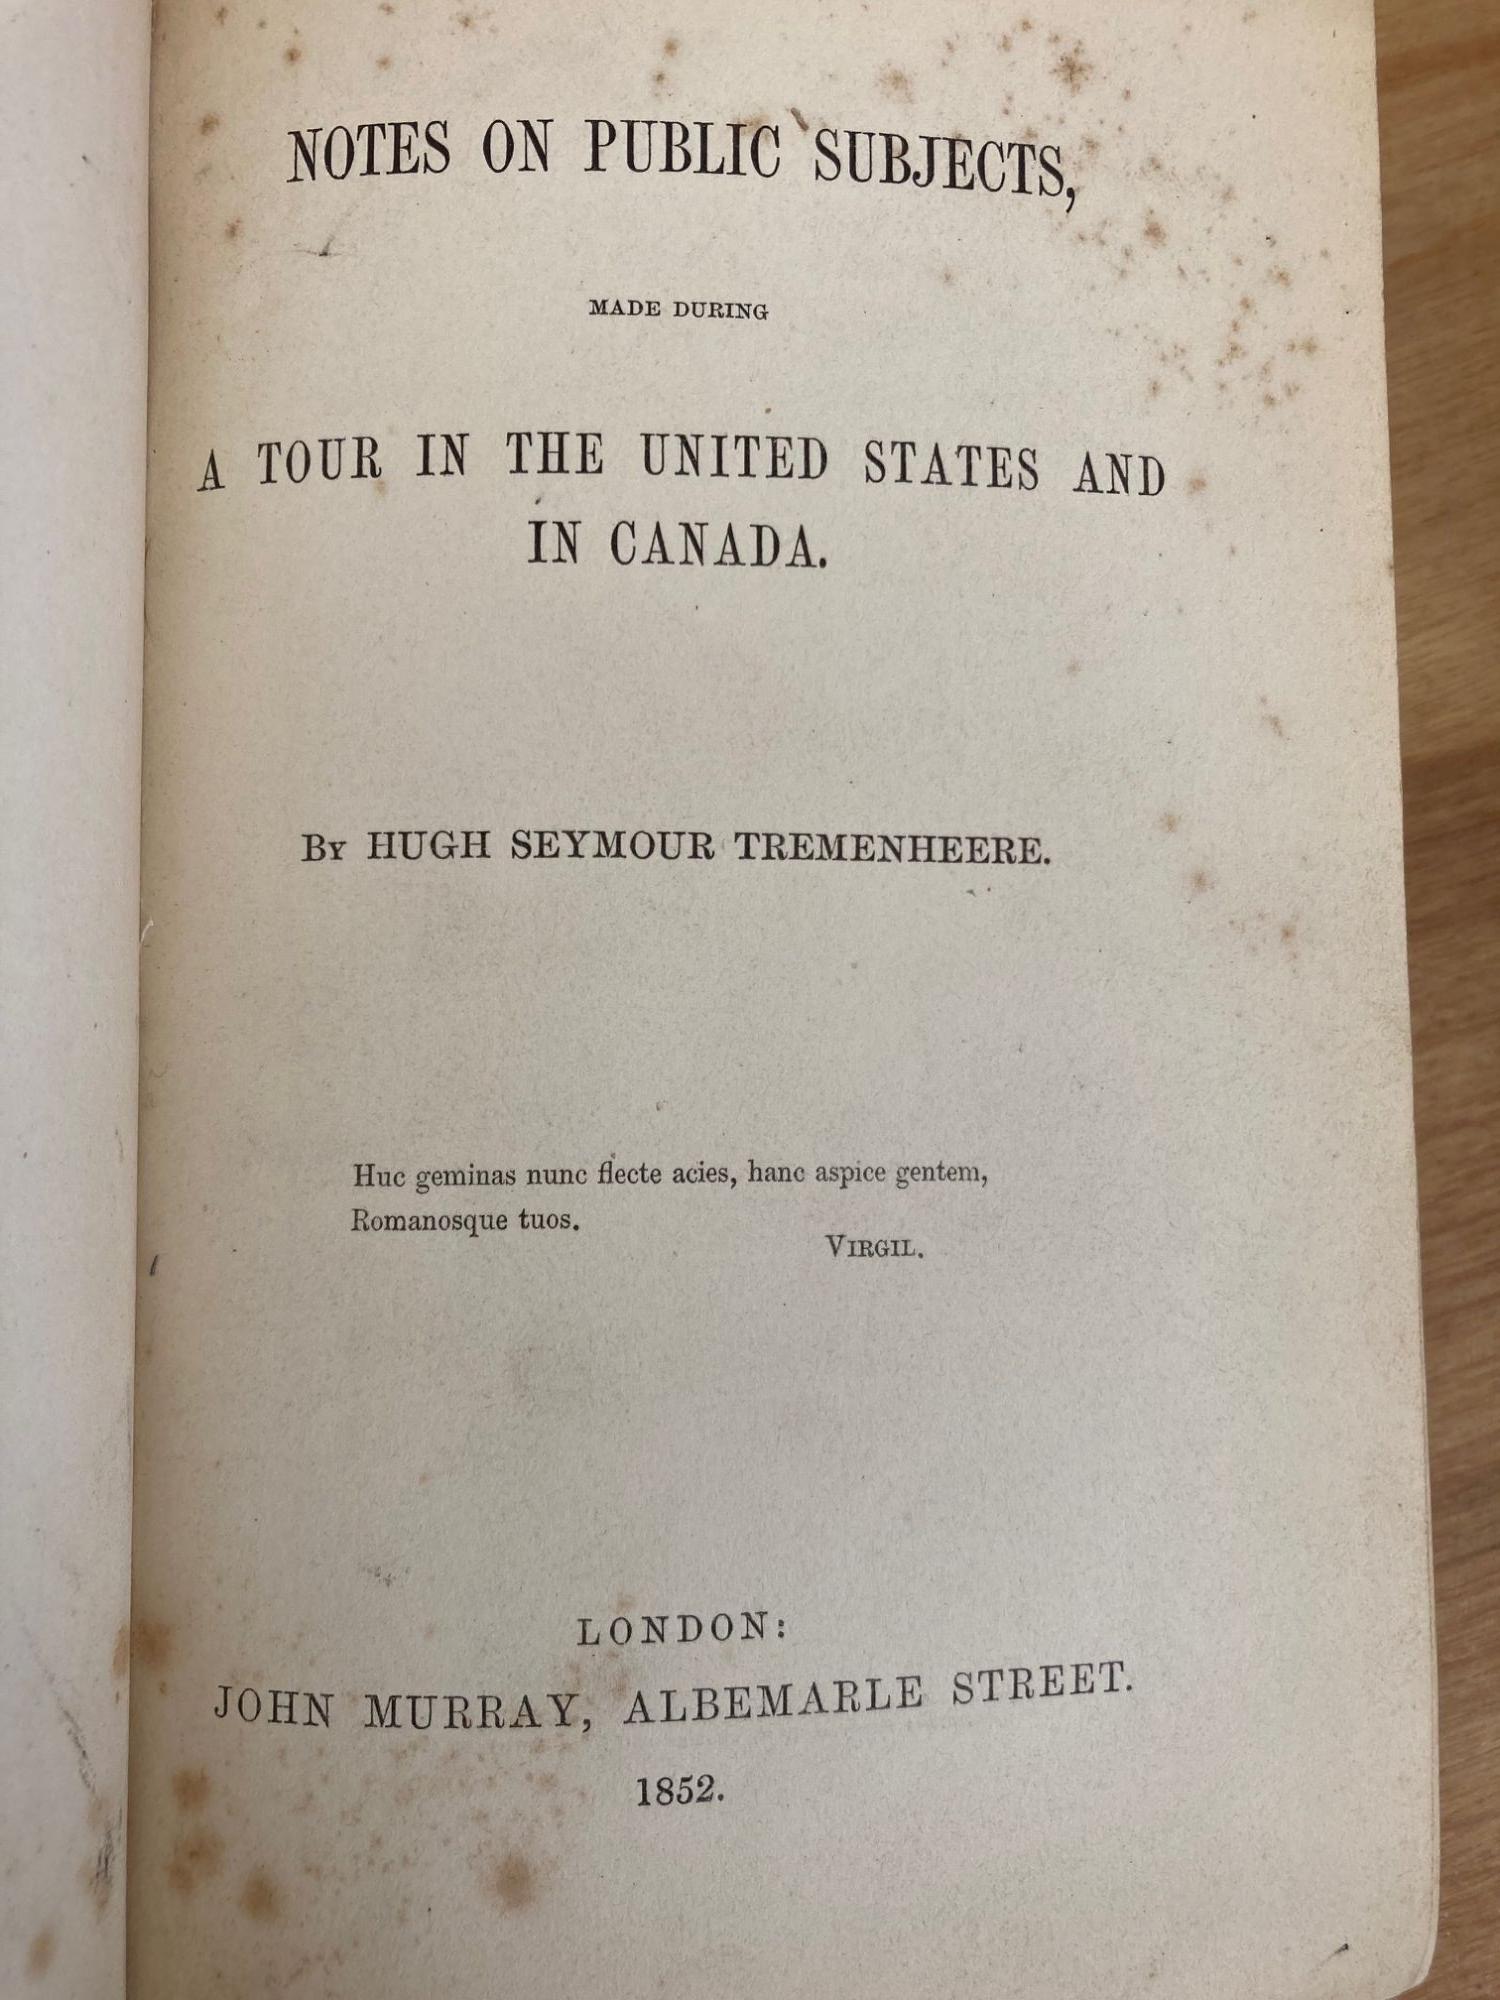 NOTES ON PUBLIC SUBJECTS,
MADE DURING
A TOUR IN THE UNITED STATES AND
IN CANADA.
By HUGH SEYMOUR TREMENHEERE.
Huc geminas nunc flecte acies, hanc aspice gentem,
Romanosque tuos.
VIRGIL.
LONDON:
JOHN MURRAY, ALBEMARLE STREET.
1852.